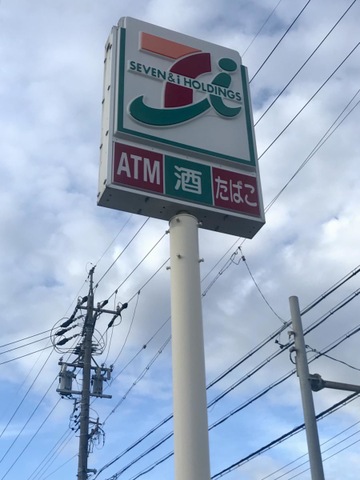 SEVEN & i HOLDINGS
ATM 酒 たばこ